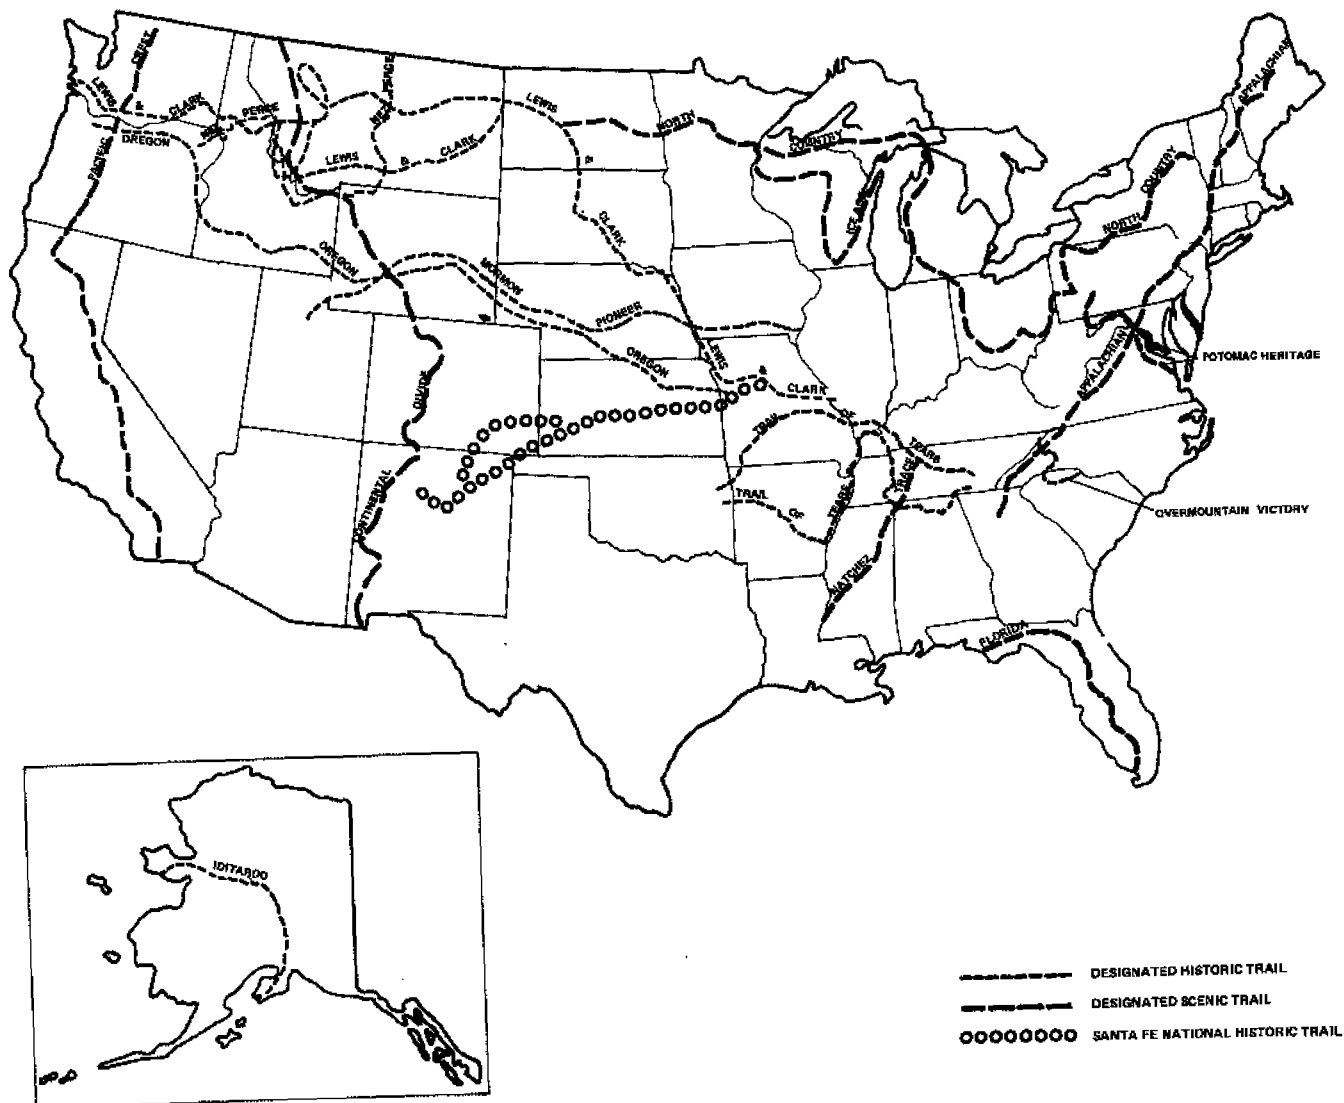 CREST
PACIFIC
LEWIS
&
CLARK
OREGON
NEZ
PERCE
NEZ
PERCE
LEWIS
&
CLARK
LEWIS
&
CLARK
NORTH
COUNTRY
ICE AGE
NORTH
COUNTRY
APPALACHIAN
OREGON
MORMON
PIONEER
OREGON
LEWIS
&
CLARK
POTOMAC HERITAGE
APPALACHIAN
DIVIDE
CONTINENTAL
TRAIL
OF
TEARS
TRACE
TRAIL
OF
TEARS
NATCHEZ
OVERMOUNTAIN VICTORY
FLORIDA
IDITAROD
DESIGNATED HISTORIC TRAIL
DESIGNATED SCENIC TRAIL
SANTA FE NATIONAL HISTORIC TRAIL